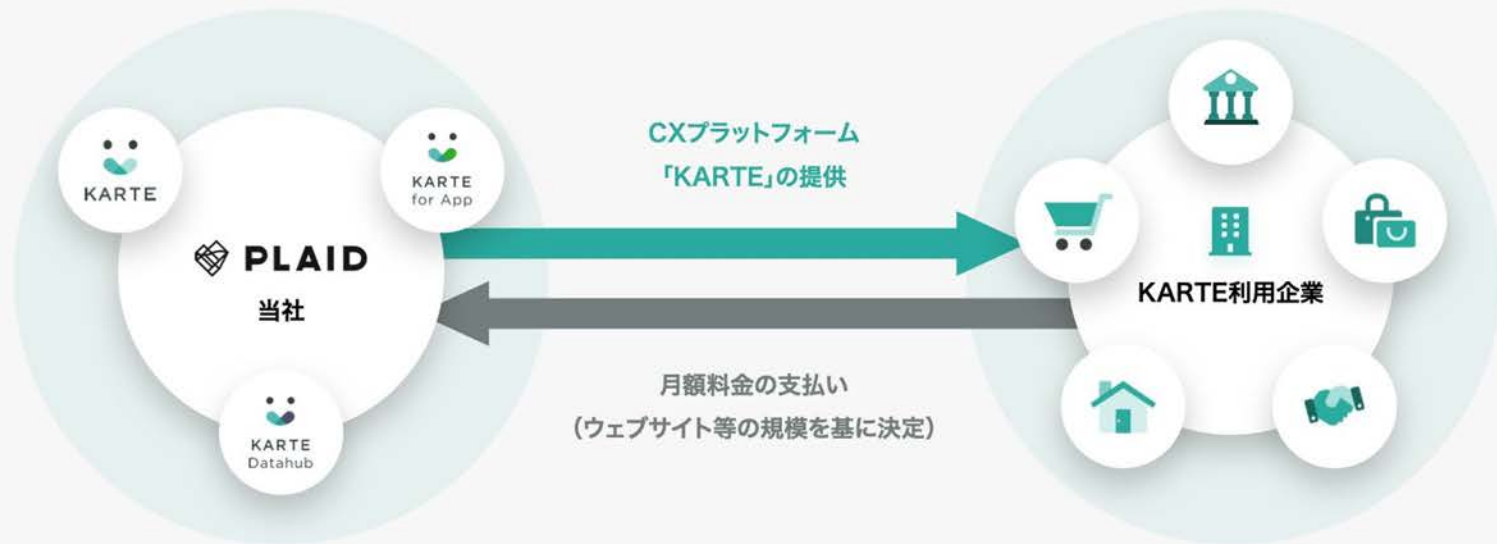 KARTE
KARTE
for App
PLAID
当社
KARTE
Datahub
CXプラットフォーム
「KARTE」の提供
月額料金の支払い
（ウェブサイト等の規模を基に決定）
KARTE利用企業